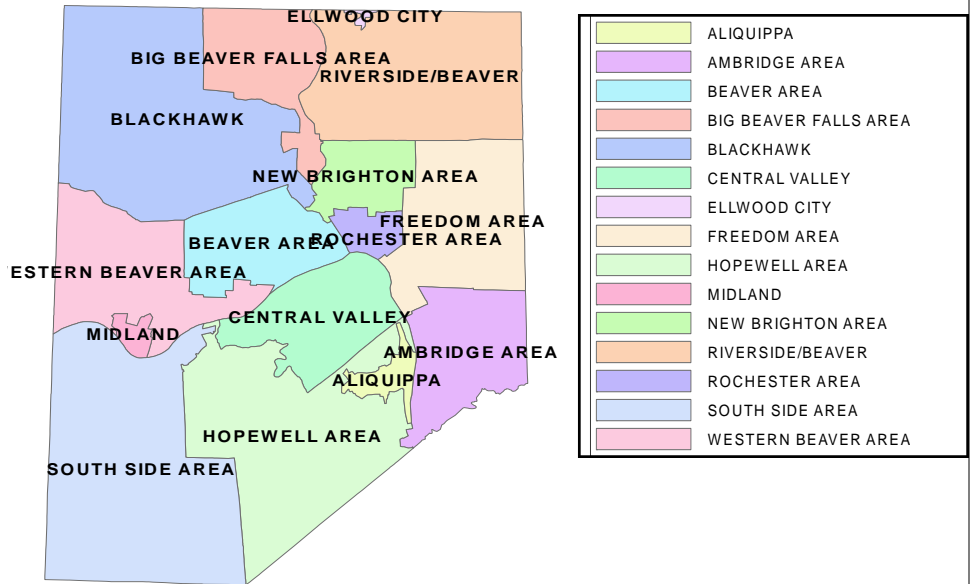 ELLWOOD CITY
BIG BEAVER FALLS AREA
RIVERSIDE/BEAVER
BLACKHAWK
NEW BRIGHTON AREA
FREEDOM AREA
BEAVER AREA
ROCHESTER AREA
ESTERN BEAVER AREA
CENTRAL VALLEY
MIDLAND
AMBRIDGE AREA
ALIQUIPPA
HOPEWELL AREA
SOUTH SIDE AREA
ALIQUIPPA
AMBRIDGE AREA
BEAVER AREA
BIG BEAVER FALLS AREA
BLACKHAWK
CENTRAL VALLEY
ELLWOOD CITY
FREEDOM AREA
HOPEWELL AREA
MIDLAND
NEW BRIGHTON AREA
RIVERSIDE/BEAVER
ROCHESTER AREA
SOUTH SIDE AREA
WESTERN BEAVER AREA